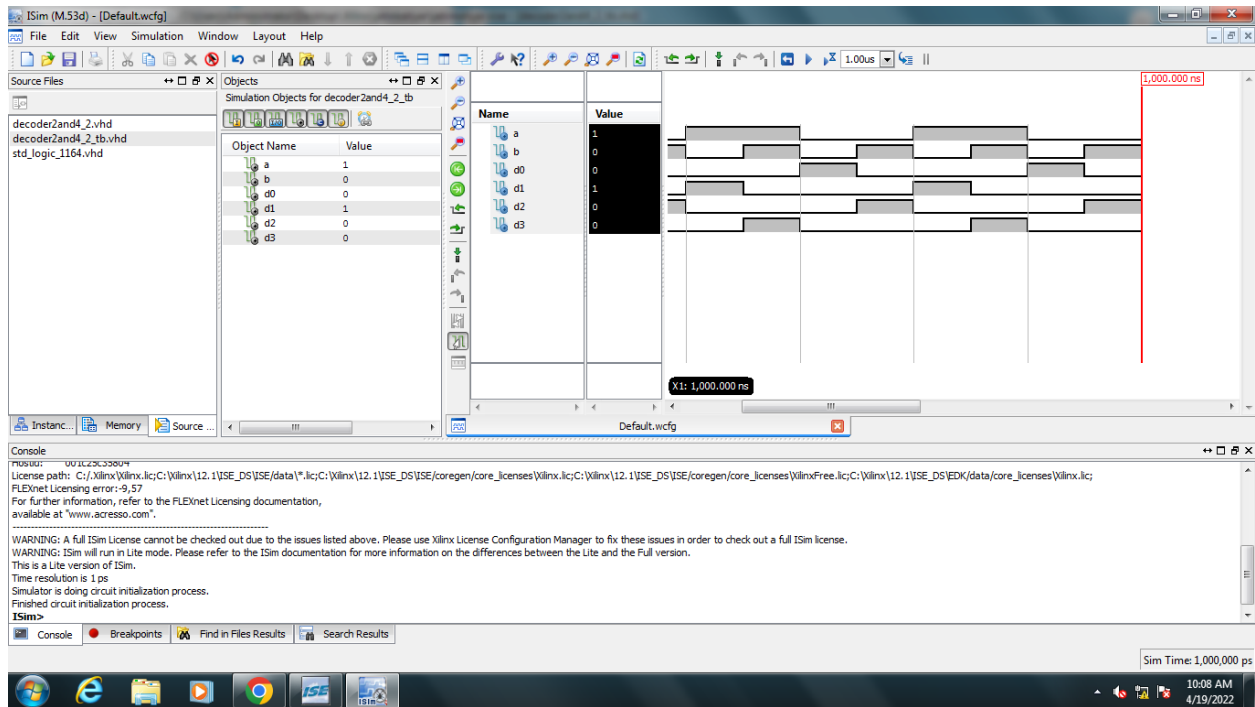 ISim (M.53d) - [Default.wcfg]
File Edit View Simulation Window Layout Help
1.00us
Source Files
decoder2and4_2.vhd
decoder2and4_2_tb.vhd
std_logic_1164.vhd
Instanc... Memory Source ...
Objects
Simulation Objects for decoder2and4_2_tb
Object Name Value
a 1
b 0
d0 0
d1 1
d2 0
d3 0
Name Value
a 1
b 0
d0 0
d1 1
d2 0
d3 0
1,000.000 ns
X1: 1,000.000 ns
Default.wcfg
Console
Hostid: 001c25c35804
License path: C:/.Xilinx\Xilinx.lic;C:\Xilinx\12.1\ISE_DS\ISE/data\*.lic;C:\Xilinx\12.1\ISE_DS\ISE/coregen/core_licenses\Xilinx.lic;C:\Xilinx\12.1\ISE_DS\ISE/coregen/core_licenses\XilinxFree.lic;C:\Xilinx\12.1\ISE_DS\EDK/data/core_licenses\Xilinx.lic;
FLEXnet Licensing error:-9,57
For further information, refer to the FLEXnet Licensing documentation,
available at "www.acresso.com".
----------------------------------------------------------------------
WARNING: A full ISim License cannot be checked out due to the issues listed above. Please use Xilinx License Configuration Manager to fix these issues in order to check out a full ISim license.
WARNING: ISim will run in Lite mode. Please refer to the ISim documentation for more information on the differences between the Lite and the Full version.
This is a Lite version of ISim.
Time resolution is 1 ps
Simulator is doing circuit initialization process.
Finished circuit initialization process.
ISim>
Console Breakpoints Find in Files Results Search Results
Sim Time: 1,000,000 ps
ISE
ISim
10:08 AM
4/19/2022